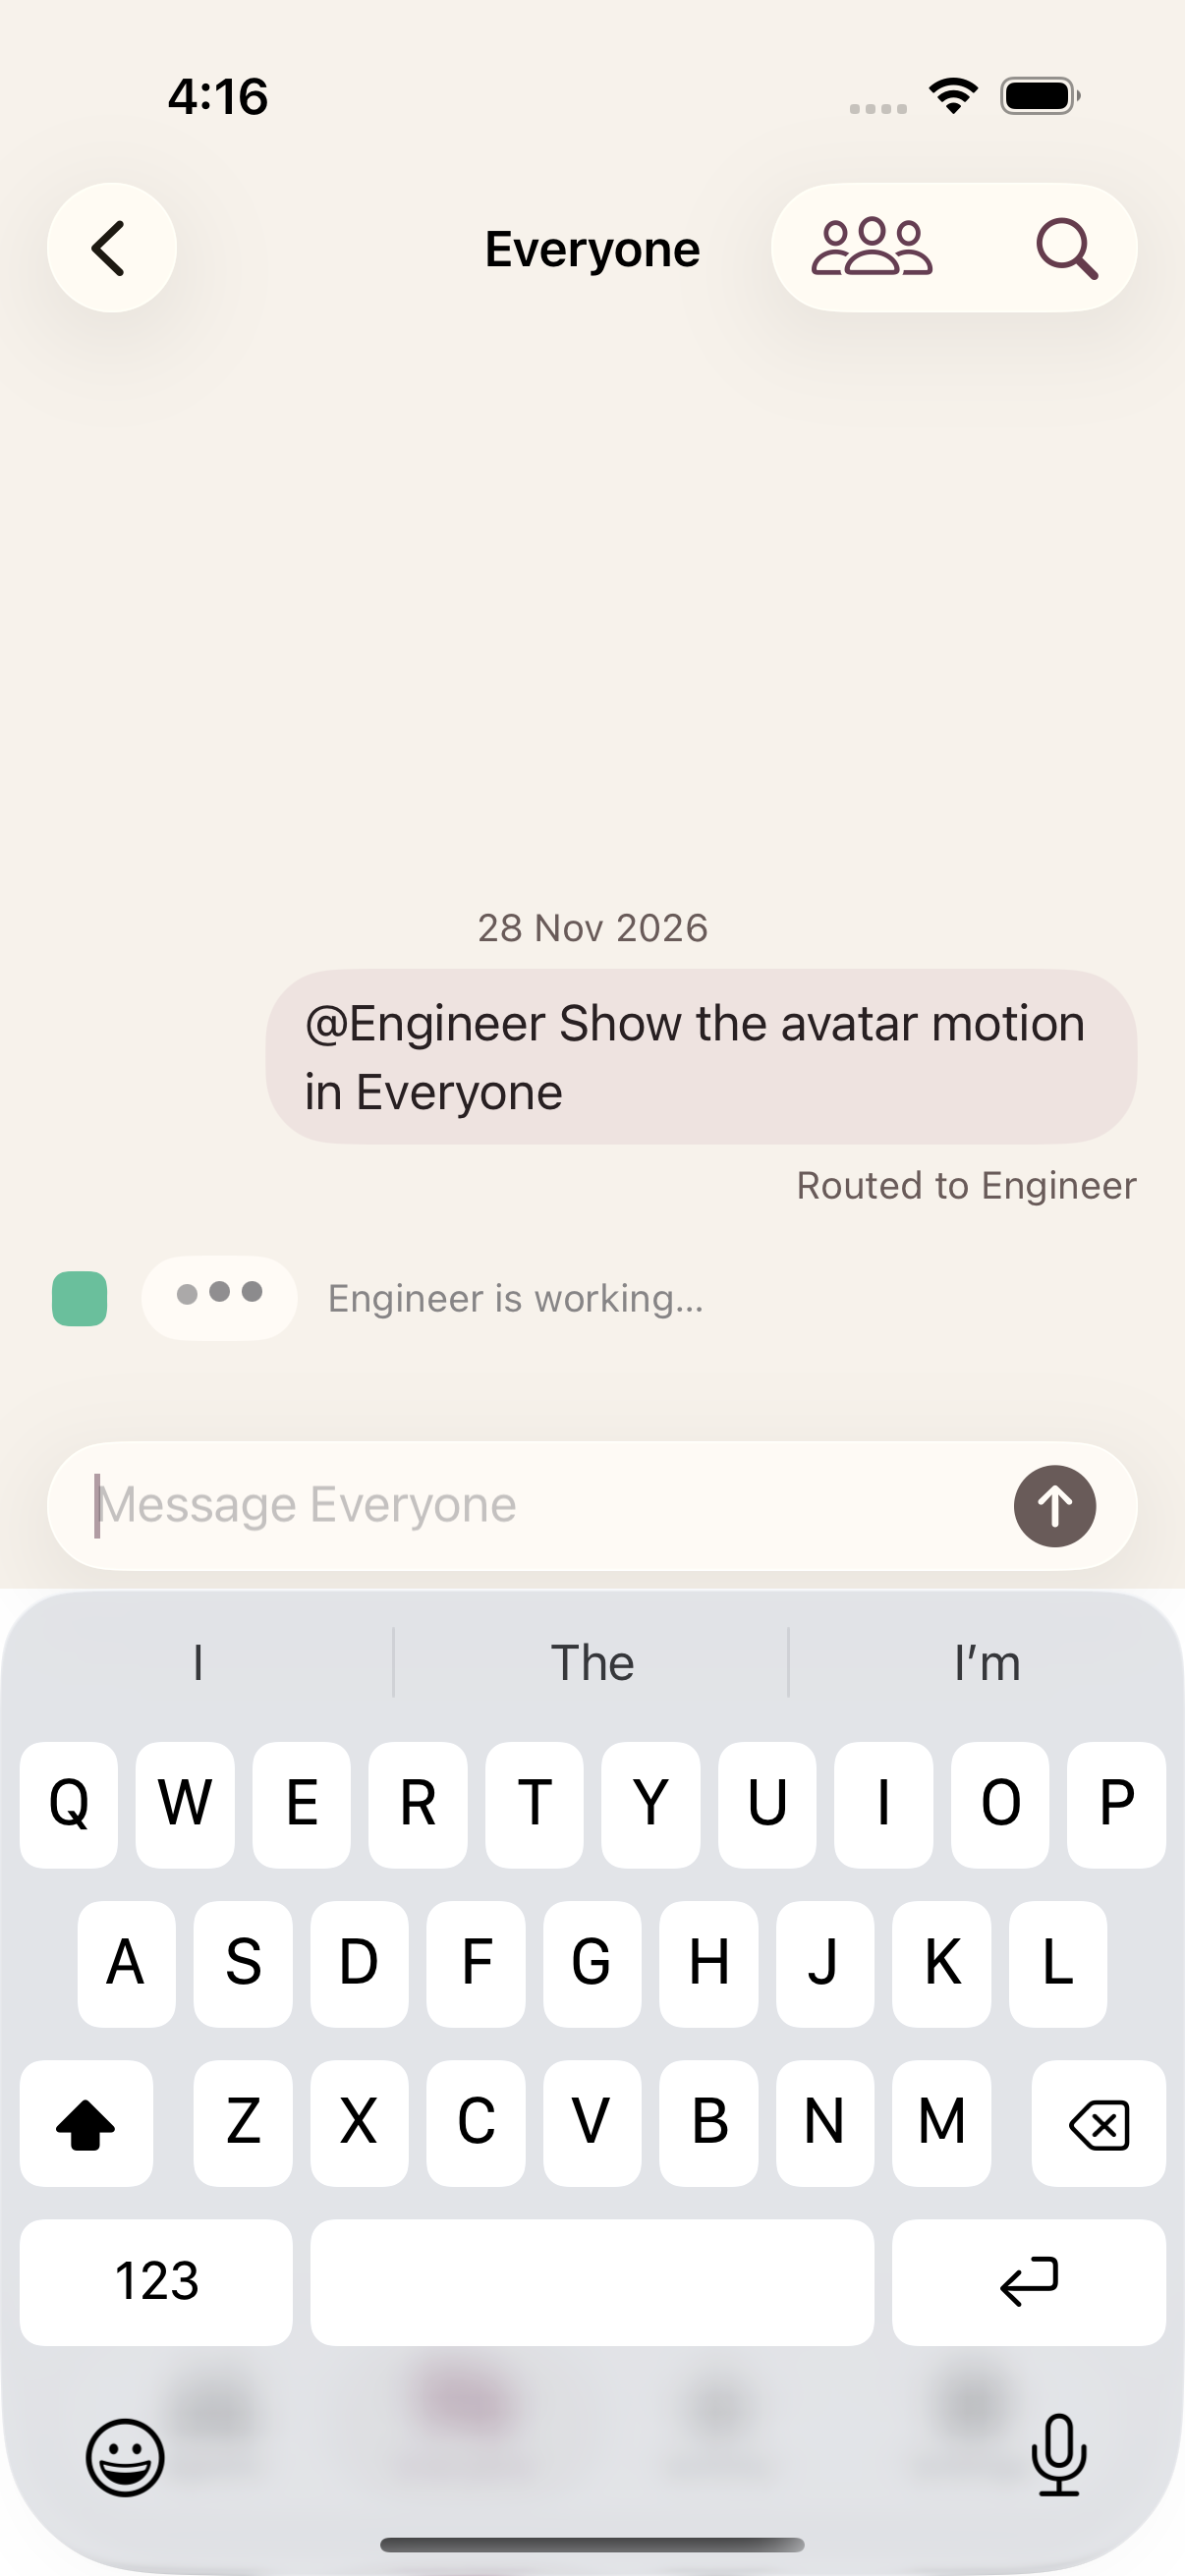 4:16
Everyone
28 Nov 2026
@Engineer Show the avatar motion
in Everyone
Routed to Engineer
Engineer is working...
Message Everyone
I The I’m
Q W E R T Y U I O P
A S D F G H J K L
Z X C V B N M
123